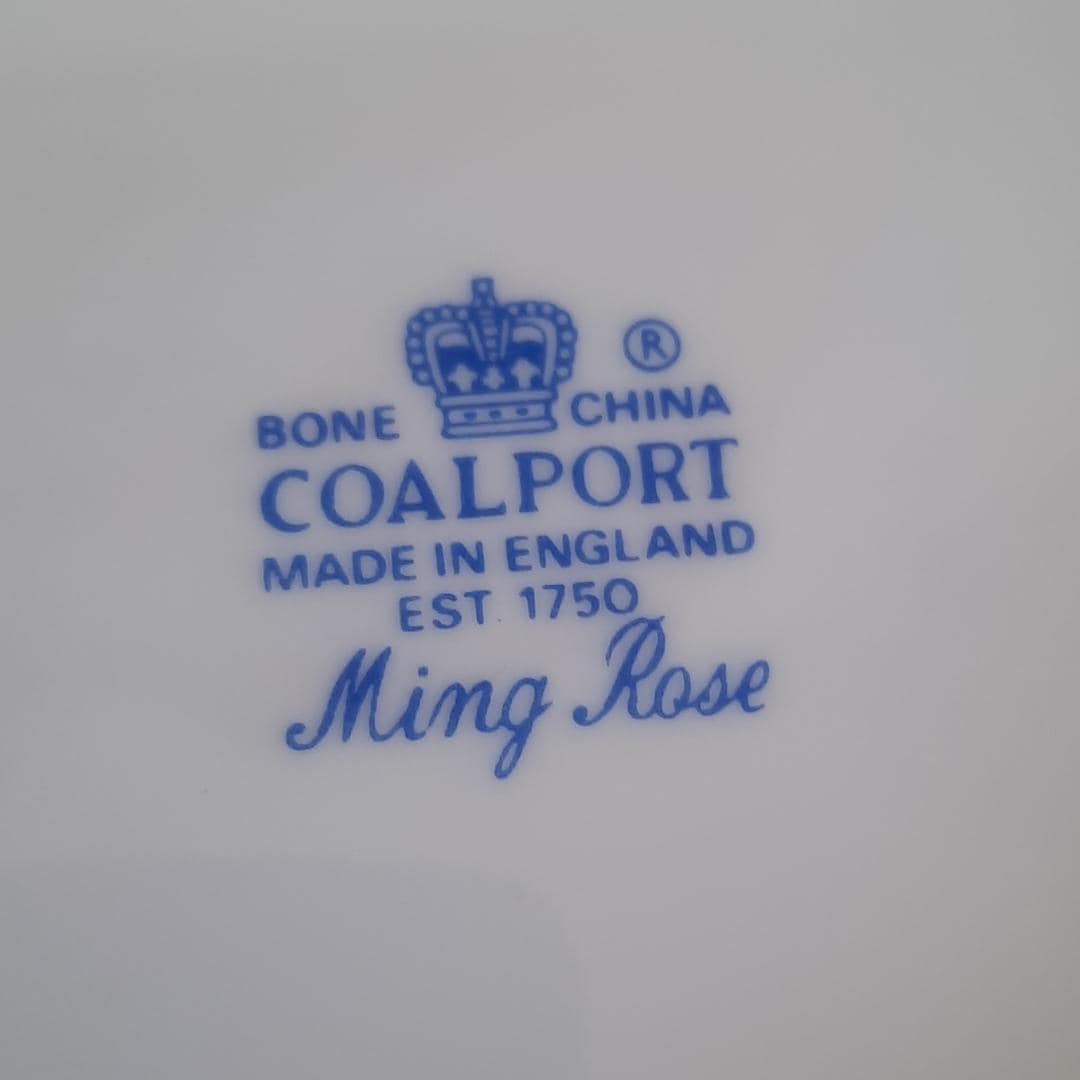 ®
BONE CHINA
COALPORT
MADE IN ENGLAND
EST. 1750
Ming Rose